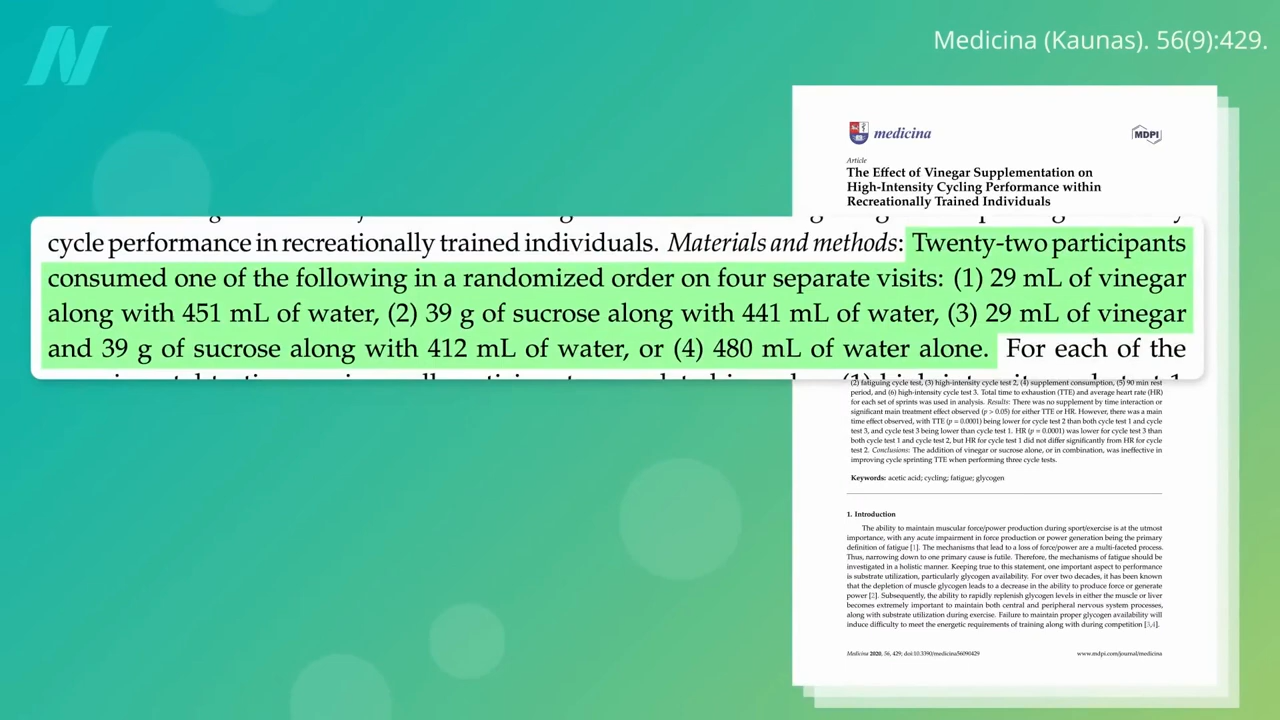 Medicina (Kaunas). 56(9):429.
medicina
MDPI
Article
The Effect of Vinegar Supplementation on
High-Intensity Cycling Performance within
Recreationally Trained Individuals
cycle performance in recreationally trained individuals. Materials and methods: Twenty-two participants
consumed one of the following in a randomized order on four separate visits: (1) 29 mL of vinegar
along with 451 mL of water, (2) 39 g of sucrose along with 441 mL of water, (3) 29 mL of vinegar
and 39 g of sucrose along with 412 mL of water, or (4) 480 mL of water alone. For each of the
(2) fatiguing cycle test, (3) high-intensity cycle test 2, (4) supplement consumption, (5) 90 min rest
period, and (6) high-intensity cycle test 3. Total time to exhaustion (TTE) and average heart rate (HR)
for each set of sprints was used in analysis. Results: There was no supplement by time interaction or
significant main treatment effect observed (p > 0.05) for either TTE or HR. However, there was a main
time effect observed, with TTE (p = 0.0001) being lower for cycle test 2 than both cycle test 1 and cycle
test 3, and cycle test 3 being lower than cycle test 1. HR (p = 0.0001) was lower for cycle test 3 than
both cycle test 1 and cycle test 2, but HR for cycle test 1 did not differ significantly from HR for cycle
test 2. Conclusions: The addition of vinegar or sucrose alone, or in combination, was ineffective in
improving cycle sprinting TTE when performing three cycle tests.
Keywords: acetic acid; cycling; fatigue; glycogen
1. Introduction
The ability to maintain muscular force/power production during sport/exercise is at the utmost
importance, with any acute impairment in force production or power generation being the primary
definition of fatigue [1]. The mechanisms that lead to a loss of force/power are a multi-faceted process.
Thus, narrowing down to one primary cause is futile. Therefore, the mechanisms of fatigue should be
investigated in a holistic manner. Keeping true to this statement, one important aspect to performance
is substrate utilization, particularly glycogen availability. For over two decades, it has been known
that the depletion of muscle glycogen leads to a decrease in the ability to produce force or generate
power [2]. Subsequently, the ability to rapidly replenish glycogen levels in either the muscle or liver
becomes extremely important to maintain both central and peripheral nervous system processes,
along with substrate utilization during exercise. Failure to maintain proper glycogen availability will
induce difficulty to meet the energetic requirements of training along with during competition [3,4].
Medicina 2020, 56, 429; doi:10.3390/medicina56090429
www.mdpi.com/journal/medicina